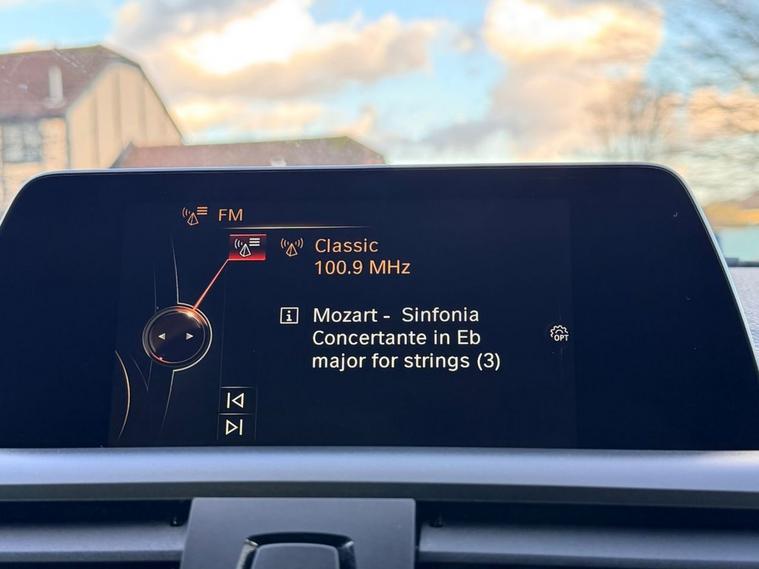 FM
Classic
100.9 MHz
Mozart - Sinfonia
Concertante in Eb
major for strings (3)
OPT